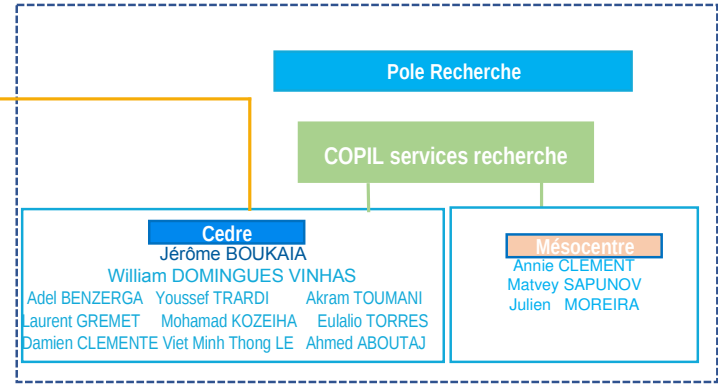 Pole Recherche
COPIL services recherche
Cedre
Jérôme BOUKAIA
William DOMINGUES VINHAS
Adel BENZERGA Youssef TRARDI Akram TOUMANI
Laurent GREMET Mohamad KOZEIHA Eulalio TORRES
Damien CLEMENTE Viet Minh Thong LE Ahmed ABOUTAJ
Mésocentre
Annie CLEMENT
Matvey SAPUNOV
Julien MOREIRA